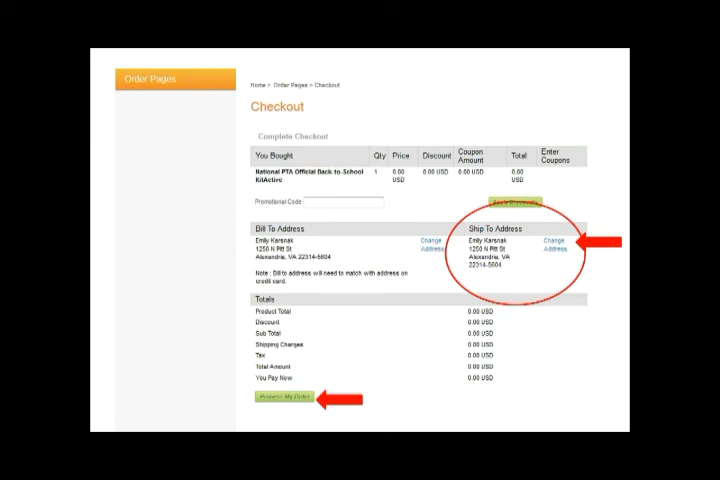 Order Pages
Home > Order Pages > Checkout
Checkout
Complete Checkout
You Bought Qty Price Discount Coupon Amount Total Enter Coupons
National PTA Official Back-to-School KitActive 1 0.00 USD 0.00 USD 0.00 USD 0.00 USD
Promotional Code
Apply Discounts
Bill To Address Ship To Address
Emily Karsnak Change Emily Karsnak Change
1250 N Pitt St Address 1250 N Pitt St Address
Alexandria, VA 22314-5604 Alexandria, VA
22314-5604
Note : Bill to address will need to match with address on
credit card.
Totals
Product Total 0.00 USD
Discount 0.00 USD
Sub Total 0.00 USD
Shipping Charges 0.00 USD
Tax 0.00 USD
Total Amount 0.00 USD
You Pay Now 0.00 USD
Process My Order